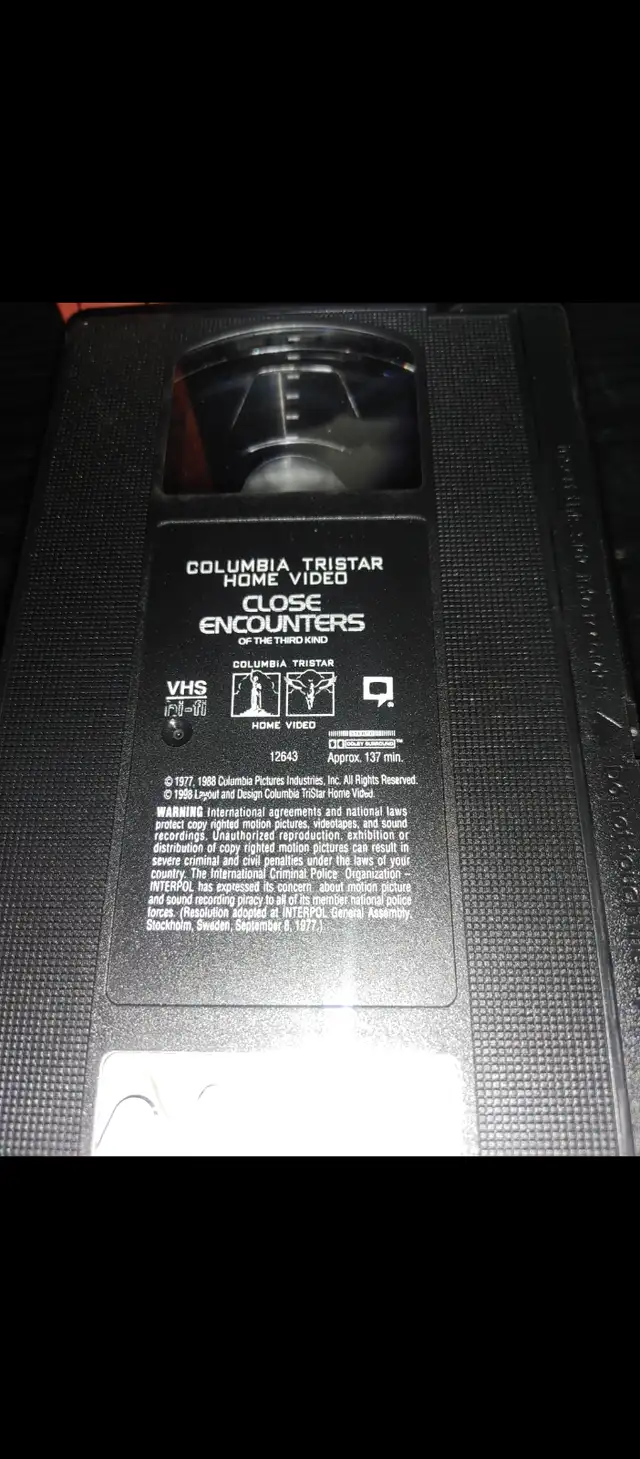 COLUMBIA TRISTAR
HOME VIDEO
CLOSE
ENCOUNTERS
OF THE THIRD KIND
COLUMBIA TRISTAR
VHS
hi-fi
HOME VIDEO
DOLBY SURROUND™
12643
Approx. 137 min.
© 1977, 1988 Columbia Pictures Industries, Inc. All Rights Reserved.
© 1998 Layout and Design Columbia TriStar Home Video.
WARNING International agreements and national laws
protect copy righted motion pictures, videotapes, and sound
recordings. Unauthorized reproduction, exhibition or
distribution of copy righted motion pictures can result in
severe criminal and civil penalties under the laws of your
country. The International Criminal Police Organization –
INTERPOL has expressed its concern about motion picture
and sound recording piracy to all of its member national police
forces. (Resolution adopted at INTERPOL General Assembly,
Stockholm, Sweden, September 8, 1977.)